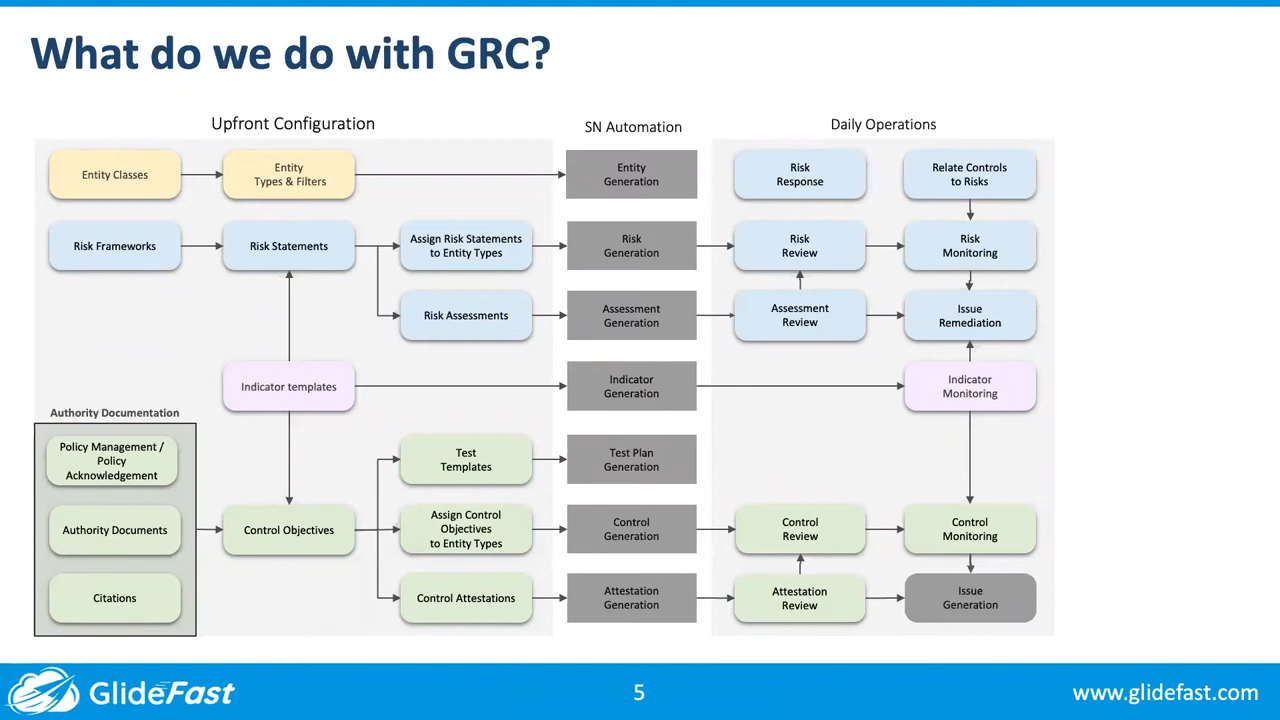 What do we do with GRC?
Upfront Configuration
SN Automation
Daily Operations
Entity Classes
Entity
Types & Filters
Entity
Generation
Risk
Response
Relate Controls
to Risks
Risk Frameworks
Risk Statements
Assign Risk Statements
to Entity Types
Risk
Generation
Risk
Review
Risk
Monitoring
Risk Assessments
Assessment
Generation
Assessment
Review
Issue
Remediation
Indicator templates
Indicator
Generation
Indicator
Monitoring
Authority Documentation
Policy Management /
Policy
Acknowledgement
Test
Templates
Test Plan
Generation
Authority Documents
Control Objectives
Assign Control
Objectives
to Entity Types
Control
Generation
Control
Review
Control
Monitoring
Citations
Control Attestations
Attestation
Generation
Attestation
Review
Issue
Generation
GlideFast
5
www.glidefast.com